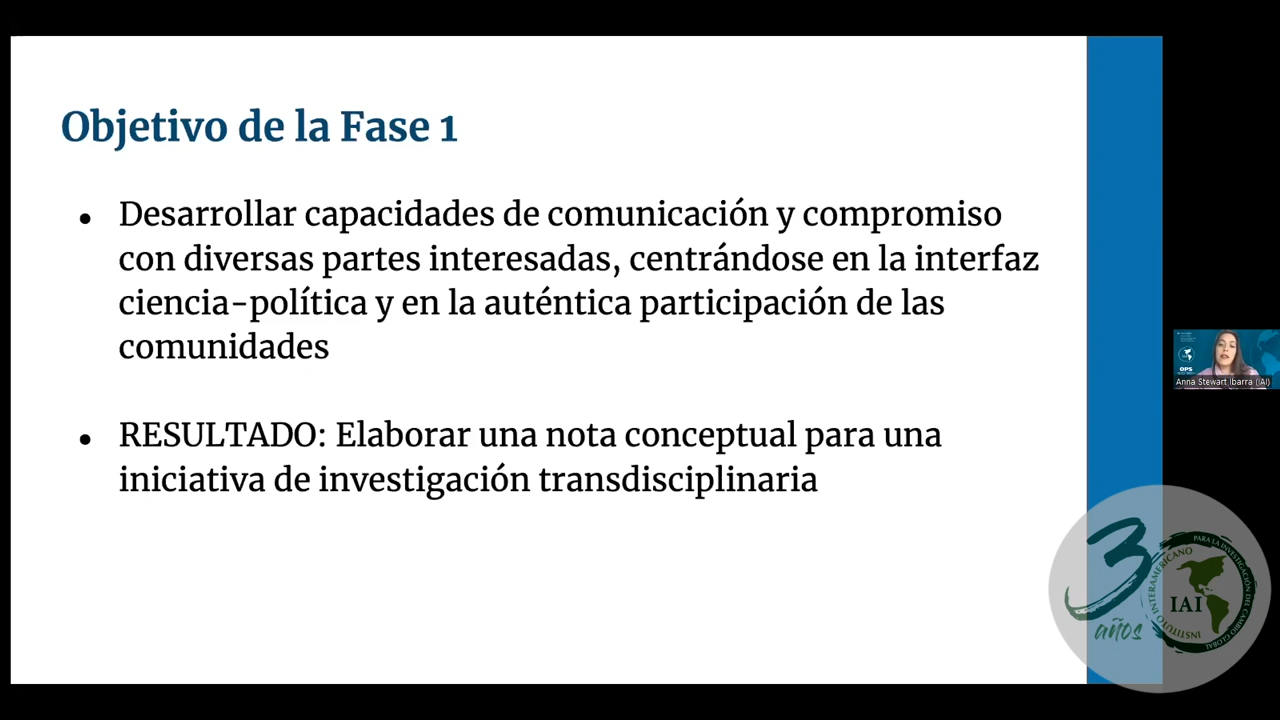 Objetivo de la Fase 1
● Desarrollar capacidades de comunicación y compromiso
con diversas partes interesadas, centrándose en la interfaz
ciencia-política y en la auténtica participación de las
comunidades
● RESULTADO: Elaborar una nota conceptual para una
iniciativa de investigación transdisciplinaria
OPS
Anna Stewart Ibarra (IAI)
30 años
INSTITUTO INTERAMERICANO PARA LA INVESTIGACIÓN DEL CAMBIO GLOBAL
IAI